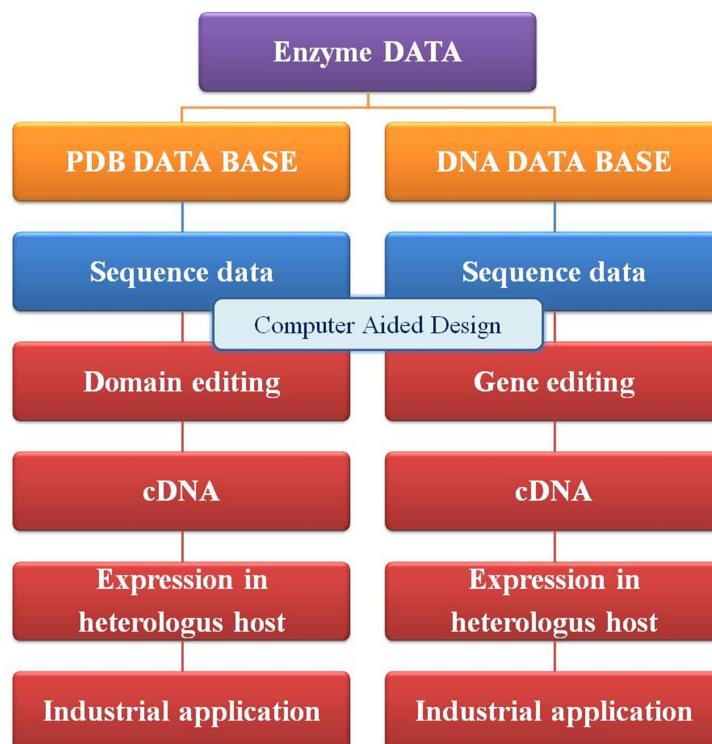 Enzyme DATA
PDB DATA BASE
DNA DATA BASE
Sequence data
Sequence data
Computer Aided Design
Domain editing
Gene editing
cDNA
cDNA
Expression in
heterologus host
Expression in
heterologus host
Industrial application
Industrial application